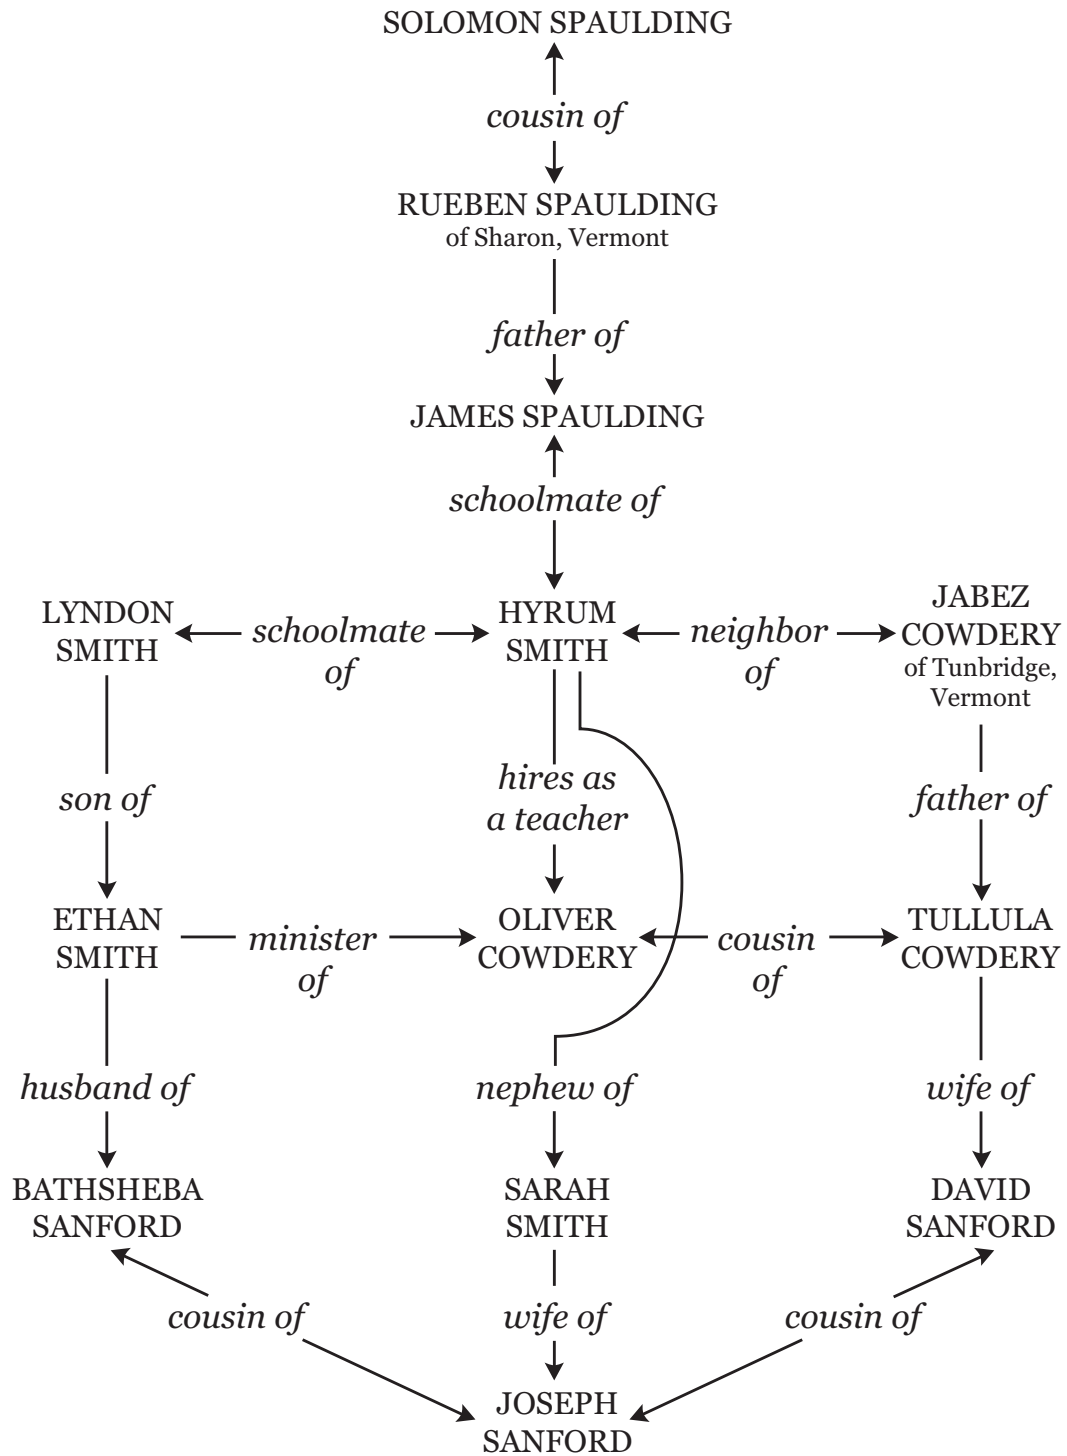 SOLOMON SPAULDING
cousin of
RUEBEN SPAULDING
of Sharon, Vermont
father of
JAMES SPAULDING
schoolmate of
LYNDON
SMITH
schoolmate
of
HYRUM
SMITH
neighbor
of
JABEZ
COWDERY
of Tunbridge,
Vermont
son of
hires as
a teacher
father of
ETHAN
SMITH
minister
of
OLIVER
COWDERY
cousin
of
TULLULA
COWDERY
husband of
nephew of
wife of
BATHSHEBA
SANFORD
SARAH
SMITH
DAVID
SANFORD
cousin of
wife of
cousin of
JOSEPH
SANFORD